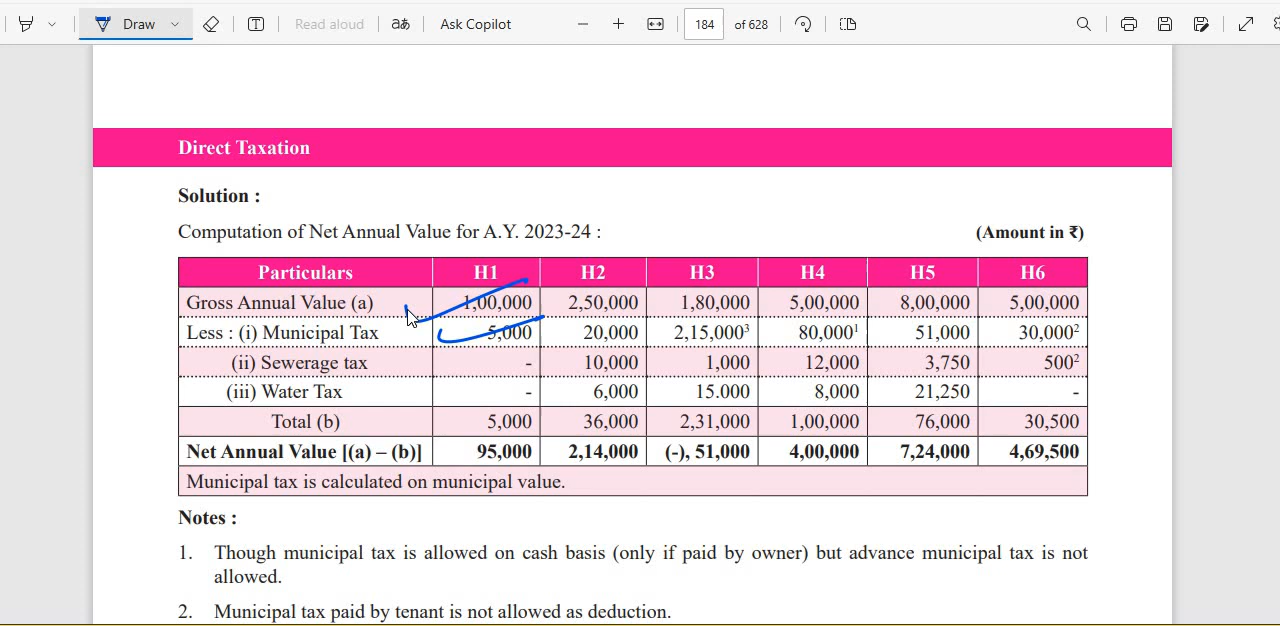 Draw
T
Read aloud
aあ
Ask Copilot
184 of 628
Direct Taxation
Solution :
Computation of Net Annual Value for A.Y. 2023-24 : (Amount in ₹)
Particulars H1 H2 H3 H4 H5 H6
Gross Annual Value (a) 1,00,000 2,50,000 1,80,000 5,00,000 8,00,000 5,00,000
Less : (i) Municipal Tax 5,000 20,000 2,15,000³ 80,000¹ 51,000 30,000²
(ii) Sewerage tax - 10,000 1,000 12,000 3,750 500²
(iii) Water Tax - 6,000 15.000 8,000 21,250 -
Total (b) 5,000 36,000 2,31,000 1,00,000 76,000 30,500
Net Annual Value [(a) – (b)] 95,000 2,14,000 (-), 51,000 4,00,000 7,24,000 4,69,500
Municipal tax is calculated on municipal value.
Notes :
1. Though municipal tax is allowed on cash basis (only if paid by owner) but advance municipal tax is not
allowed.
2. Municipal tax paid by tenant is not allowed as deduction.